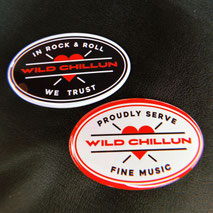 IN ROCK & ROLL
WILD CHILLUN
WE TRUST
PROUDLY SERVE
WILD CHILLUN
FINE MUSIC